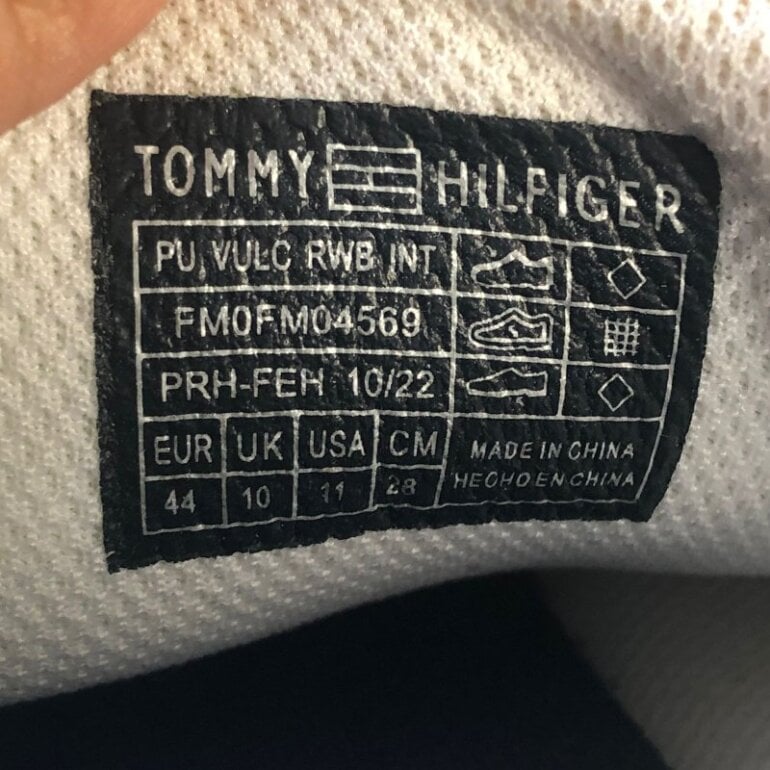 TOMMY HILFIGER
PU VULC RWB INT
FM0FM04569
PRH-FEH 10/22
EUR UK USA CM
44 10 11 28
MADE IN CHINA
HECHO EN CHINA